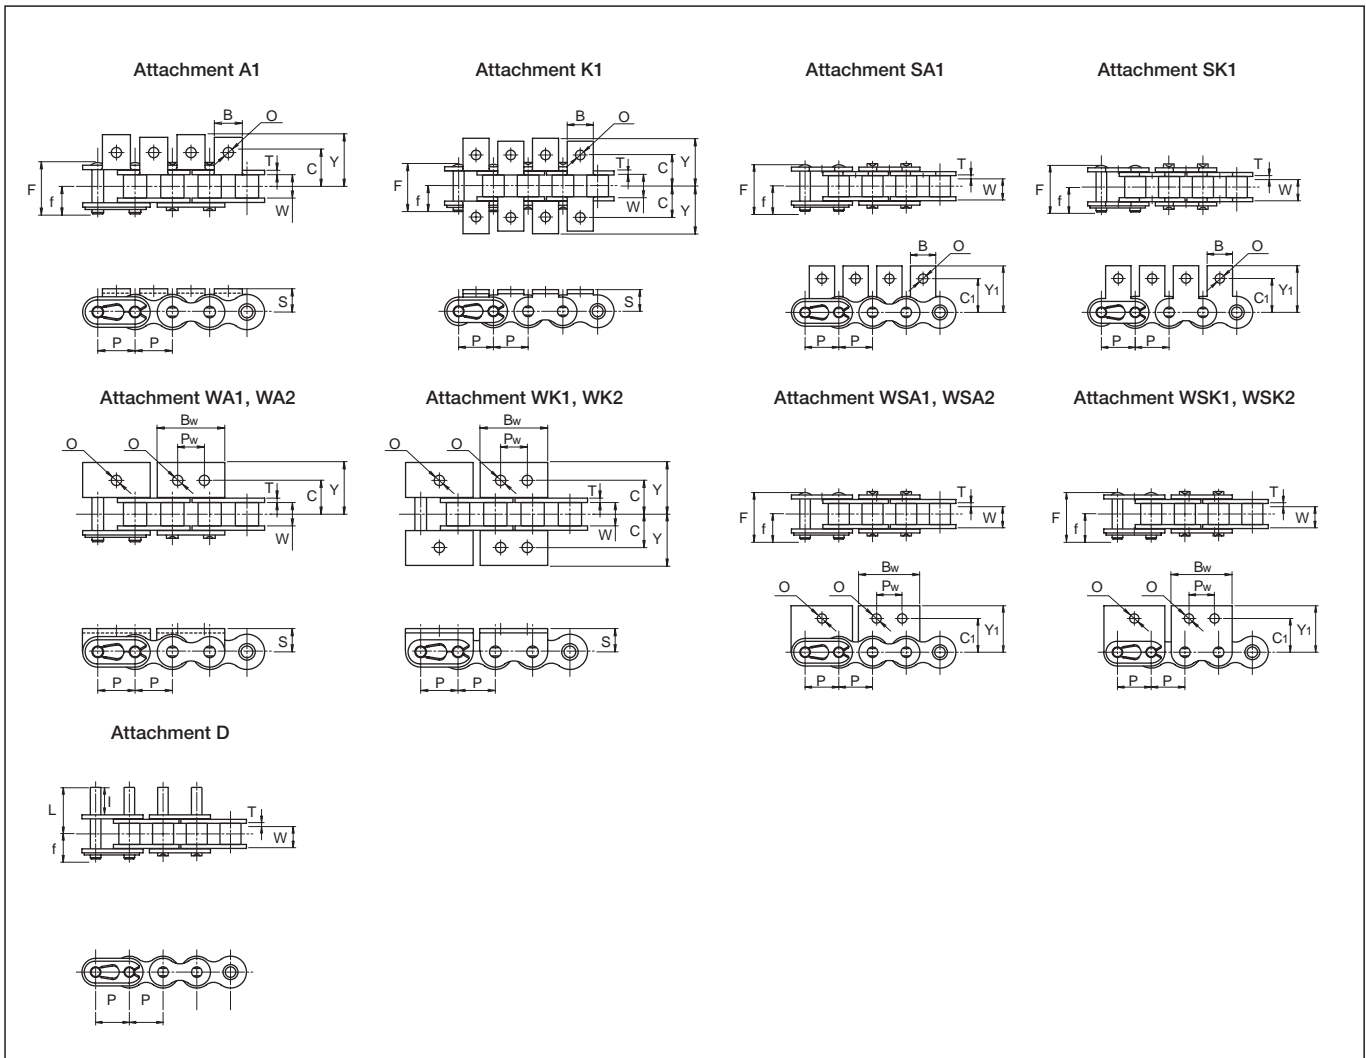 Attachment A1
B
O
T
Y
C
F
f
W
S
P P
Attachment K1
B
O
T
Y
C
F
f
W
C
Y
S
P P
Attachment SA1
T
F
f
W
B
O
Y1
C1
P P
Attachment SK1
T
F
f
W
B
O
Y1
C1
P P
Attachment WA1, WA2
Bw
O O Pw
T
Y
C
W
S
P P
Attachment WK1, WK2
Bw
O O Pw
T
C
Y
W
C
Y
S
P P
Attachment WSA1, WSA2
T
F
f
W
Bw
O O Pw
Y1
C1
P P
Attachment WSK1, WSK2
T
F
f
W
Bw
O O Pw
Y1
C1
P P
Attachment D
L
l
T
W
f
P P